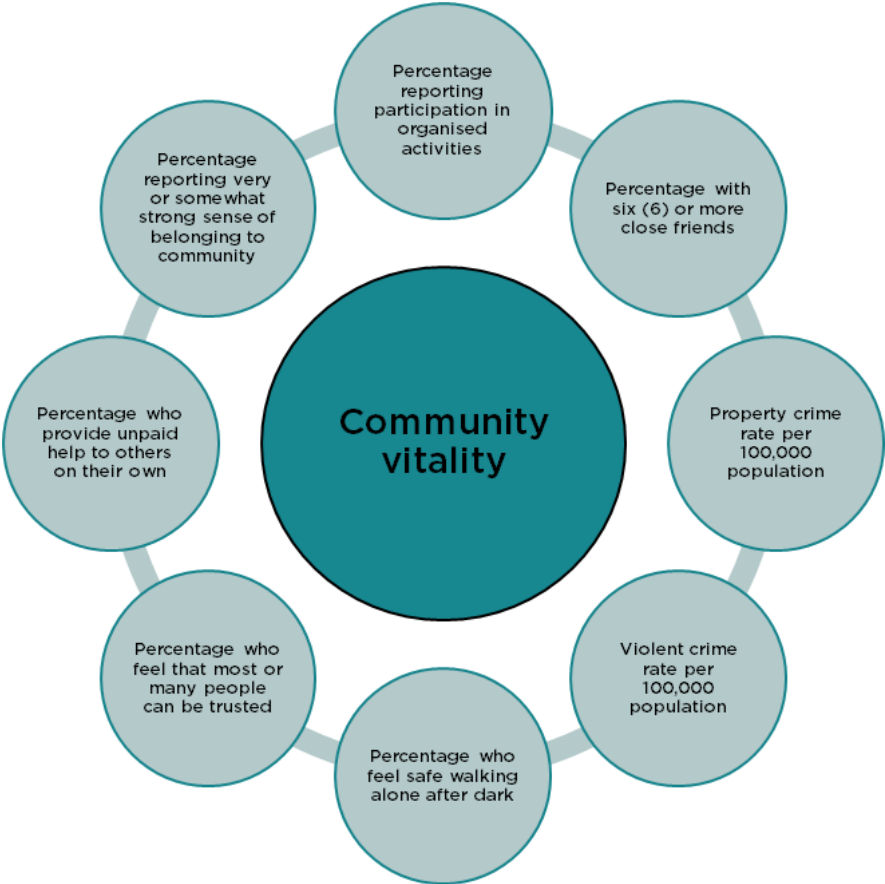 Percentage
reporting
participation in
organised
activities
Percentage with
six (6) or more
close friends
Property crime
rate per
100,000
population
Violent crime
rate per
100,000
population
Percentage who
feel safe walking
alone after dark
Percentage who
feel that most or
many people
can be trusted
Percentage who
provide unpaid
help to others
on their own
Percentage
reporting very
or somewhat
strong sense of
belonging to
community
Community
vitality